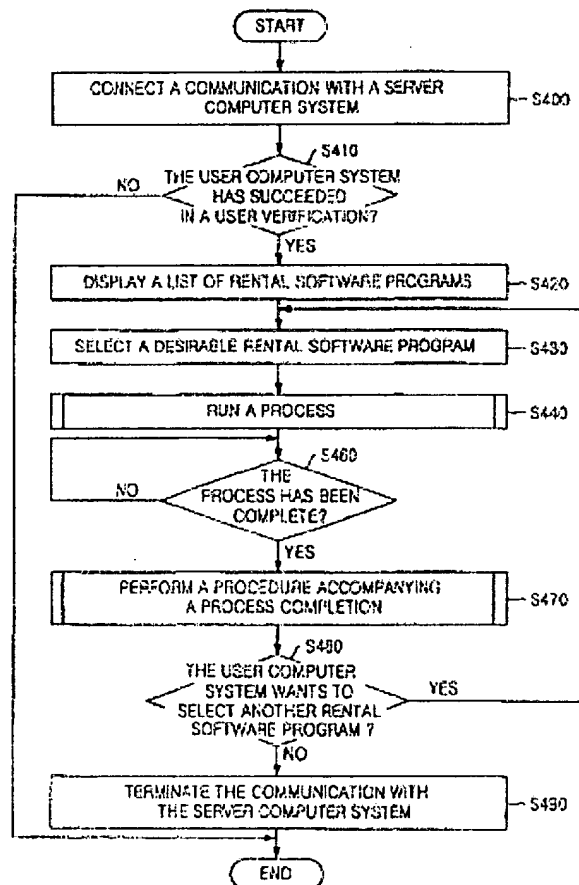 START
CONNECT A COMMUNICATION WITH A SERVER
COMPUTER SYSTEM
S400
S410
THE USER COMPUTER SYSTEM
HAS SUCCEEDED
IN A USER VERIFICATION?
NO
YES
DISPLAY A LIST OF RENTAL SOFTWARE PROGRAMS
S420
SELECT A DESIRABLE RENTAL SOFTWARE PROGRAM
S430
RUN A PROCESS
S440
S460
THE
PROCESS HAS BEEN
COMPLETE?
NO
YES
PERFORM A PROCEDURE ACCOMPANYING
A PROCESS COMPLETION
S470
S480
THE USER COMPUTER
SYSTEM WANTS TO
SELECT ANOTHER RENTAL
SOFTWARE PROGRAM ?
YES
NO
TERMINATE THE COMMUNICATION WITH
THE SERVER COMPUTER SYSTEM
S490
END